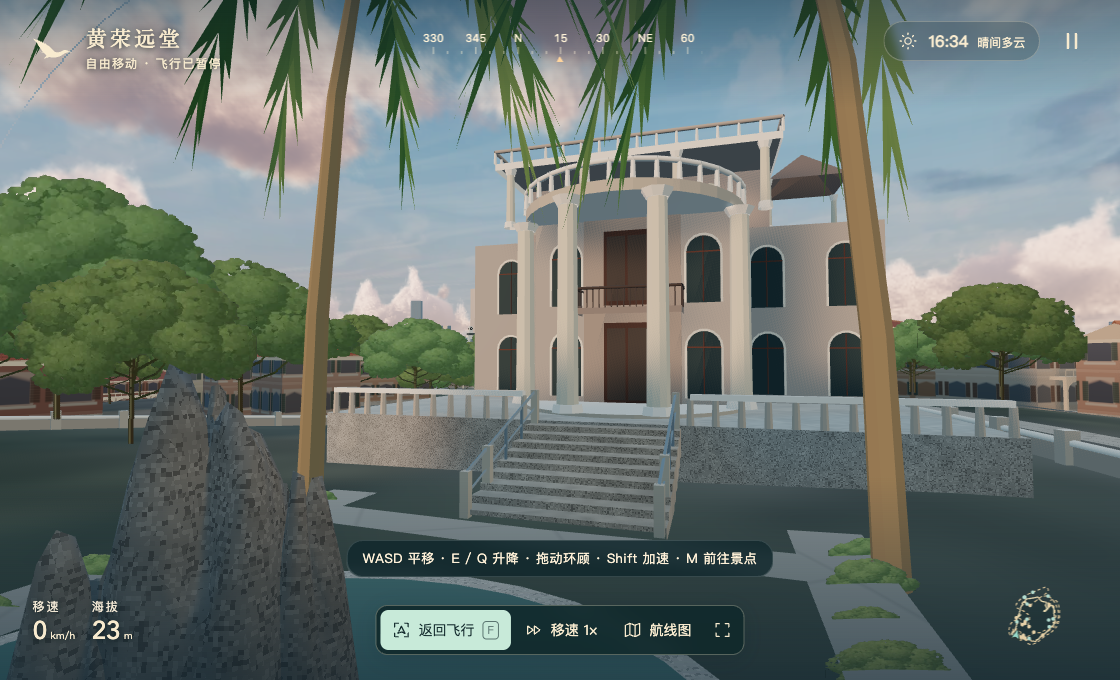 黄荣远堂
自由移动 · 飞行已暂停
330 345 N 15 30 NE 60
16:34 晴间多云
WASD 平移 · E / Q 升降 · 拖动环顾 · Shift 加速 · M 前往景点
移速 海拔
0 km/h 23 m
返回飞行 F 移速 1× 航线图